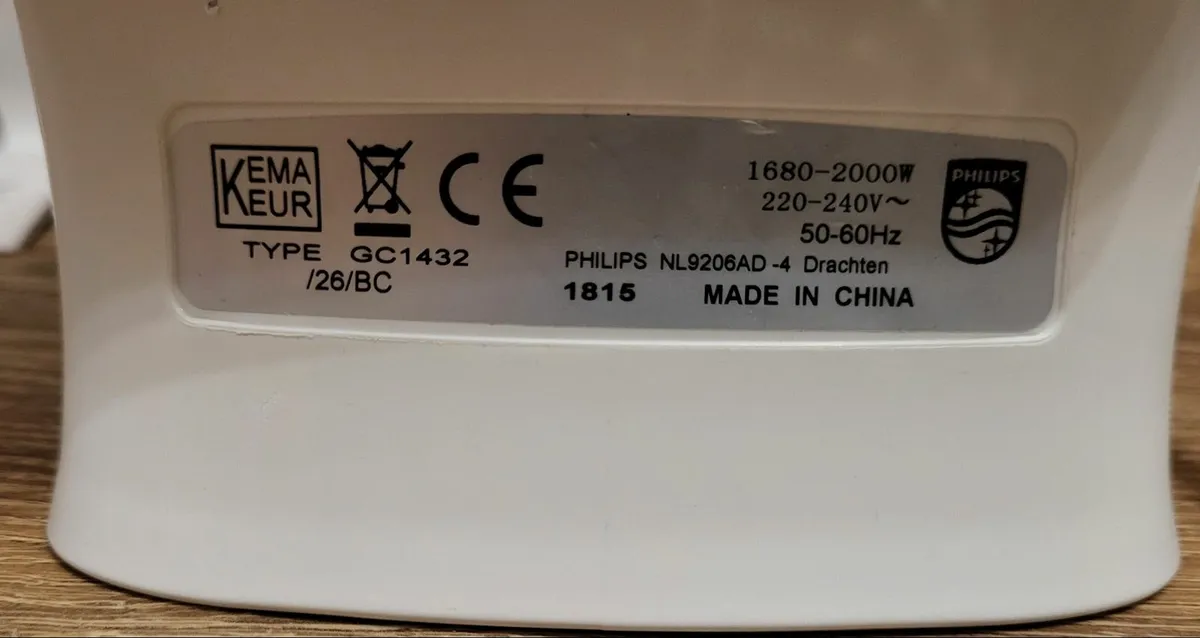 KEMA
KEUR
CE
TYPE GC1432
/26/BC
1680-2000W
220-240V~
50-60Hz
PHILIPS NL9206AD-4 Drachten
1815 MADE IN CHINA
PHILIPS